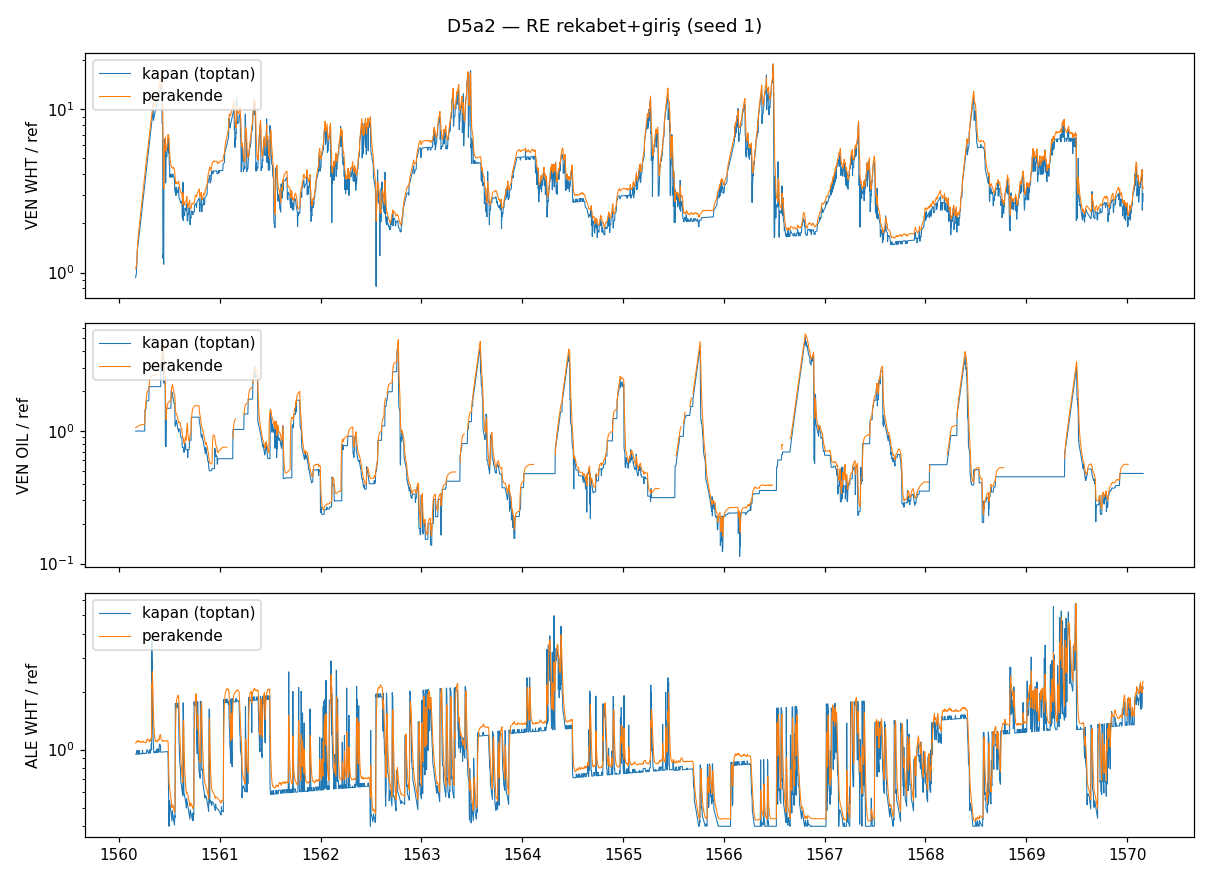 D5a2 — RE rekabet+giriş (seed 1)
VEN WHT / ref
kapan (toptan)
perakende
10¹
10⁰
VEN OIL / ref
kapan (toptan)
perakende
10⁰
10⁻¹
ALE WHT / ref
kapan (toptan)
perakende
10⁰
1560 1561 1562 1563 1564 1565 1566 1567 1568 1569 1570